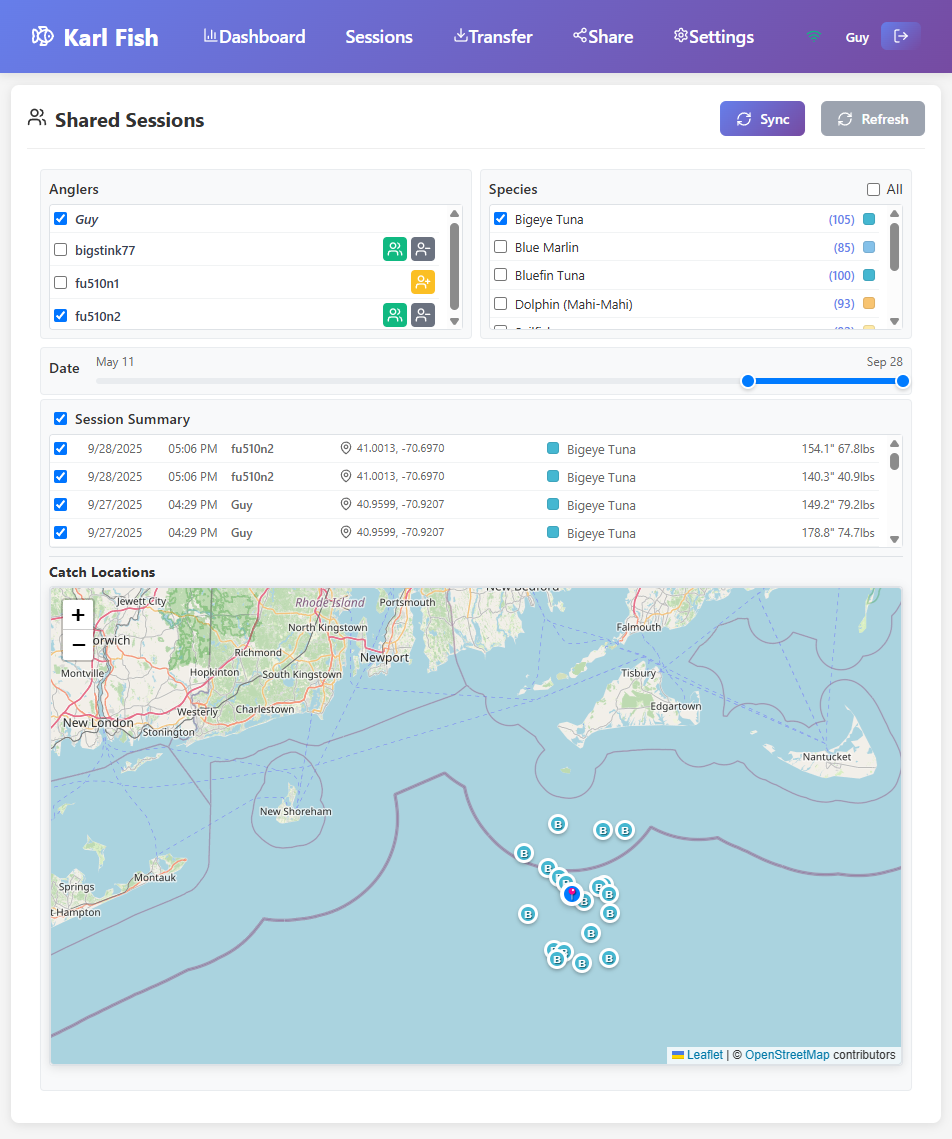 Karl Fish
Dashboard
Sessions
Transfer
Share
Settings
Guy
Shared Sessions
Sync
Refresh
Anglers
Guy
bigstink77
fu510n1
fu510n2
Species
All
Bigeye Tuna (105)
Blue Marlin (85)
Bluefin Tuna (100)
Dolphin (Mahi-Mahi) (93)
Date
May 11
Sep 28
Session Summary
9/28/2025 05:06 PM fu510n2 41.0013, -70.6970 Bigeye Tuna 154.1" 67.8lbs
9/28/2025 05:06 PM fu510n2 41.0013, -70.6970 Bigeye Tuna 140.3" 40.9lbs
9/27/2025 04:29 PM Guy 40.9599, -70.9207 Bigeye Tuna 149.2" 79.2lbs
9/27/2025 04:29 PM Guy 40.9599, -70.9207 Bigeye Tuna 178.8" 74.7lbs
Catch Locations
+
−
Jewett City
Rhode Island
Portsmouth
New Bedford
North Kingstown
Falmouth
orwich
Richmond
Newport
Montville
Hopkinton
South Kingstown
Tisbury
Westerly
Charlestown
Edgartown
New London
Stonington
Nantucket
New Shoreham
B
B
B
B
B
Montauk
Springs
t-Hampton
B
B
B
B
B
B
B
B
B
B
Leaflet | © OpenStreetMap contributors